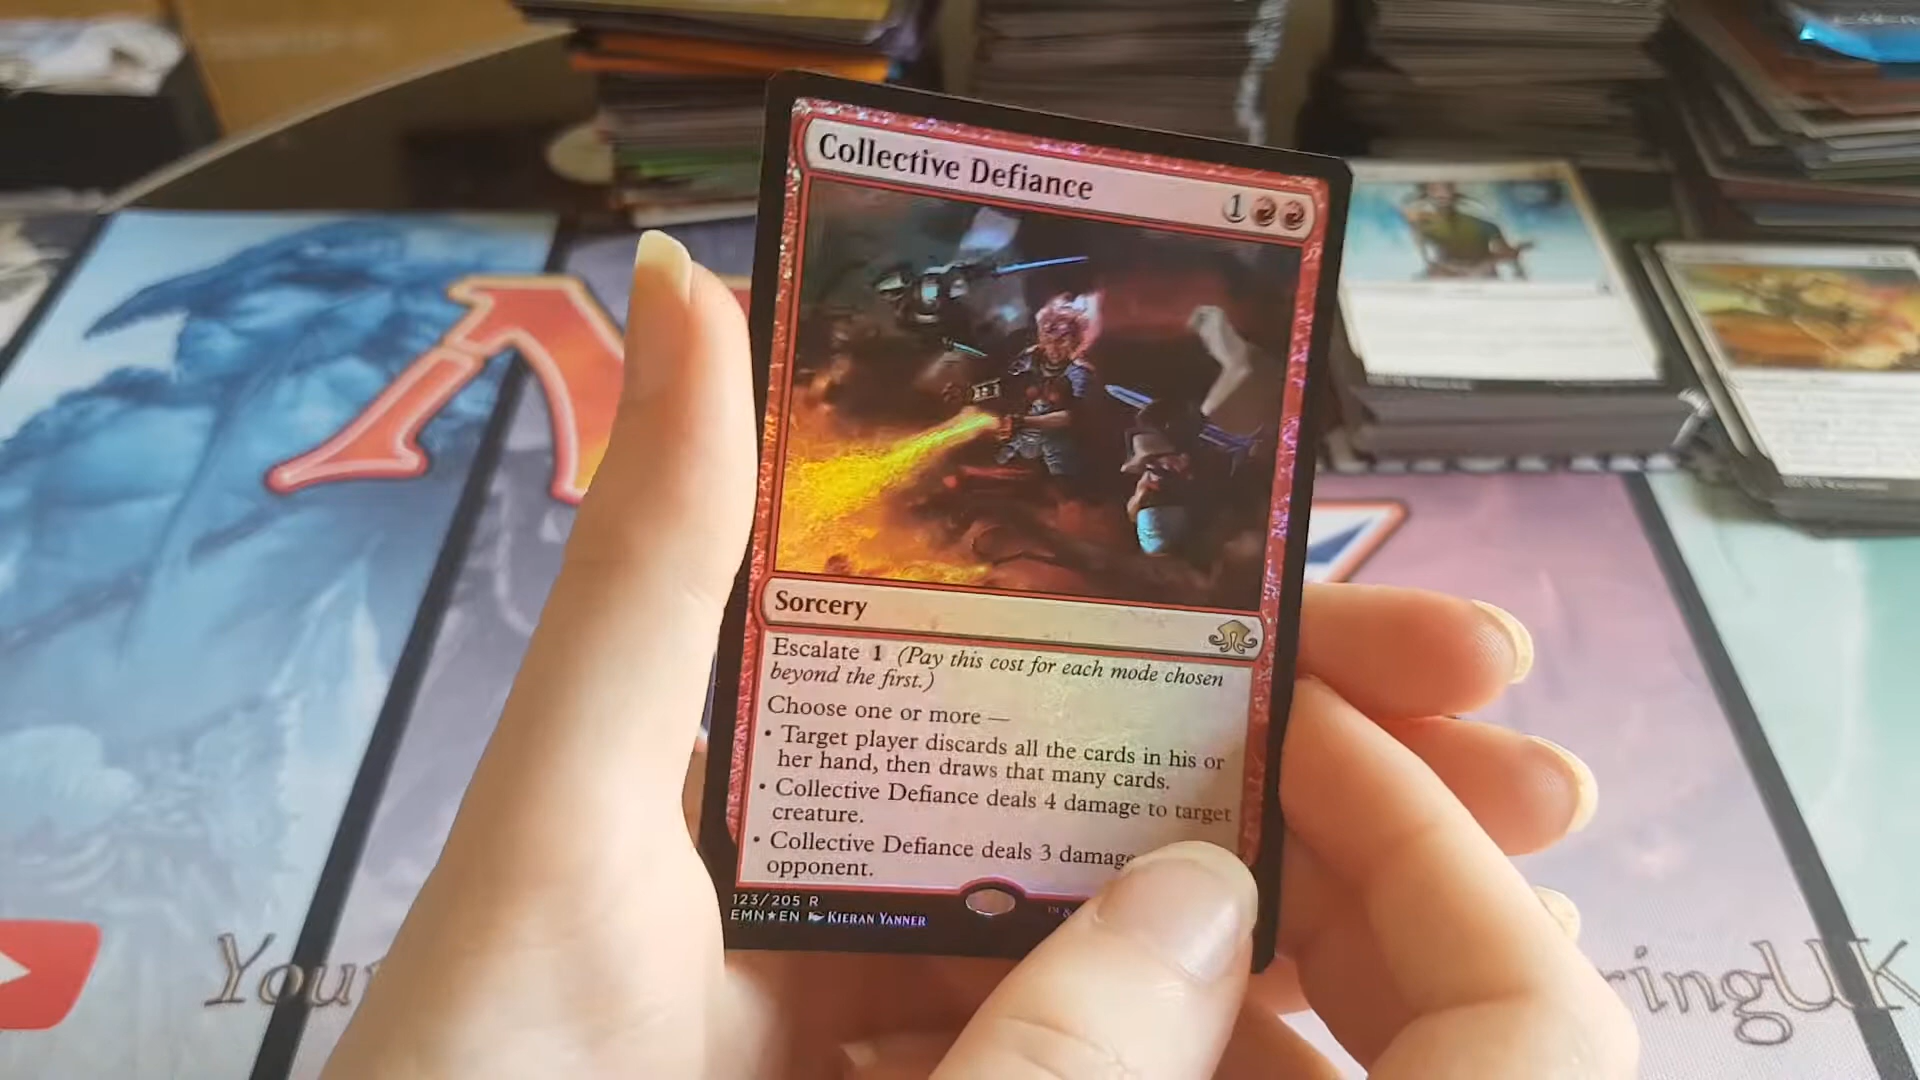 Collective Defiance
1
Sorcery
Escalate 1 (Pay this cost for each mode chosen
beyond the first.)
Choose one or more —
• Target player discards all the cards in his or
her hand, then draws that many cards.
• Collective Defiance deals 4 damage to target
creature.
• Collective Defiance deals 3 damage
opponent.
123/205 R
EMN★EN Kieran Yanner
™ &
You
ringUK